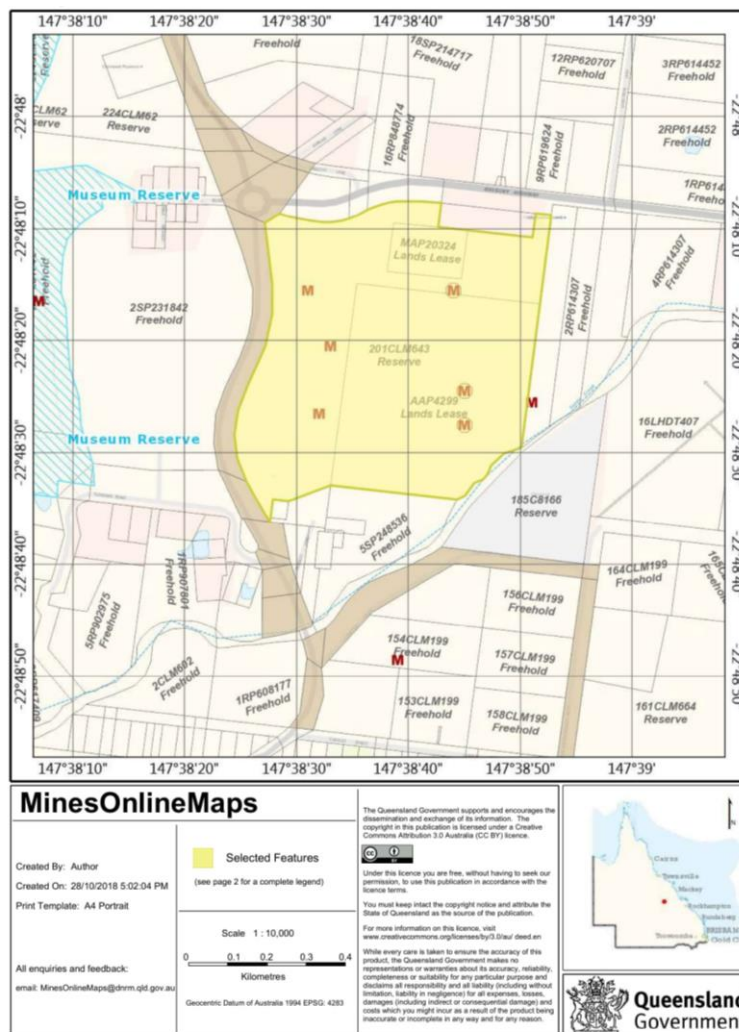 147°38'10" 147°38'20" 147°38'30" 147°38'40" 147°38'50" 147°39'
Freehold
18SP214717
Freehold
12RP620707
Freehold
3RP614452
Freehold
224CLM62
Reserve
16RP846774
Freehold
9RP619624
Freehold
2RP614452
Freehold
Museum Reserve
MAP20324
Lands Lease
2SP231842
Freehold
2RP614307
Freehold
4RP614307
Freehold
201CLM643
Reserve
AAP4299
Lands Lease
M
M
M
M
M
M
M
M
M
Museum Reserve
16LHDT407
Freehold
185C8166
Reserve
5SP248536
Freehold
1RP907801
Freehold
5RP902975
Freehold
164CLM199
Freehold
156CLM199
Freehold
154CLM199
Freehold
157CLM199
Freehold
2CLM602
Freehold
1RP608177
Freehold
153CLM199
Freehold
158CLM199
Freehold
161CLM664
Reserve
-22°48'
-22°48'10"
-22°48'20"
-22°48'30"
-22°48'40"
-22°48'50"
147°38'10" 147°38'20" 147°38'30" 147°38'40" 147°38'50" 147°39'
MinesOnlineMaps
Created By: Author
Created On: 28/10/2018 5:02:04 PM
Print Template: A4 Portrait
All enquiries and feedback:
email: MinesOnlineMaps@dnrm.qld.gov.au
Selected Features
(see page 2 for a complete legend)
Scale 1 : 10,000
0 0.1 0.2 0.3 0.4
Kilometres
Geocentric Datum of Australia 1994 EPSG: 4283
The Queensland Government supports and encourages the
dissemination and exchange of its information. The
copyright in this publication is licensed under a Creative
Commons Attribution 3.0 Australia (CC BY) licence.
Under this licence you are free, without having to seek our
permission, to use this publication in accordance with the
licence terms.
You must keep intact the copyright notice and attribute the
State of Queensland as the source of the publication.
For more information on this licence, visit
www.creativecommons.org/licenses/by/3.0/au/ deed.en
While every care is taken to ensure the accuracy of this
product, the Queensland Government makes no
representations or warranties about its accuracy, reliability,
completeness or suitability for any particular purpose and
disclaims all responsibility and all liability (including without
limitation, liability in negligence) for all expenses, losses,
damages (including indirect or consequential damage) and
costs which you might incur as a result of the product being
inaccurate or incomplete in any way and for any reason.
N
Cairns
Townsville
Mackay
Rockhampton
Bundaberg
Toowoomba
Queensland
Government